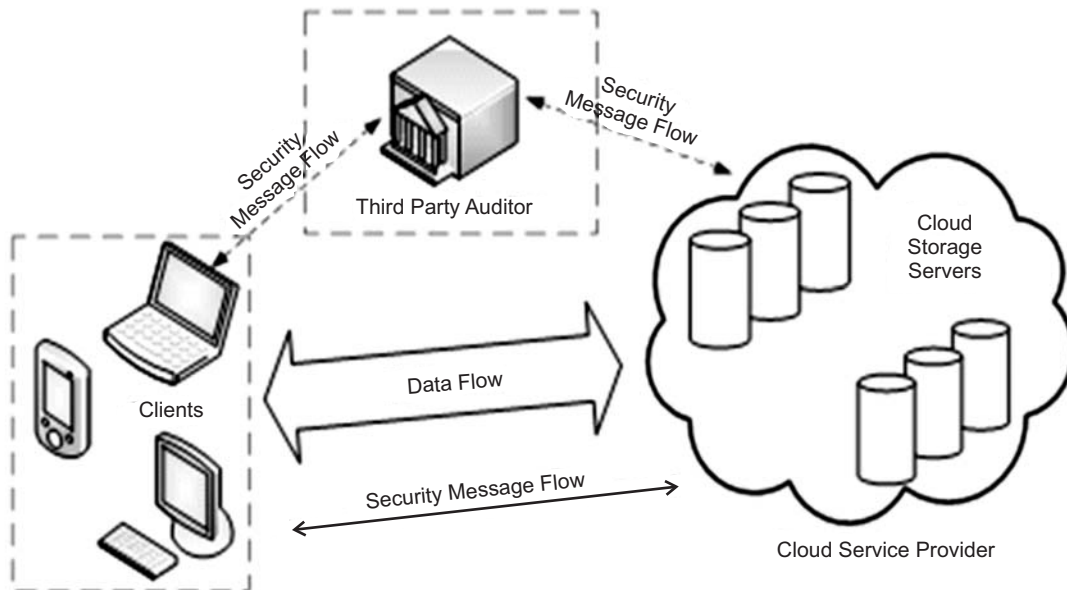 Security
Message Flow
Security
Message Flow
Third Party Auditor
Cloud
Storage
Servers
Clients
Data Flow
Security Message Flow
Cloud Service Provider